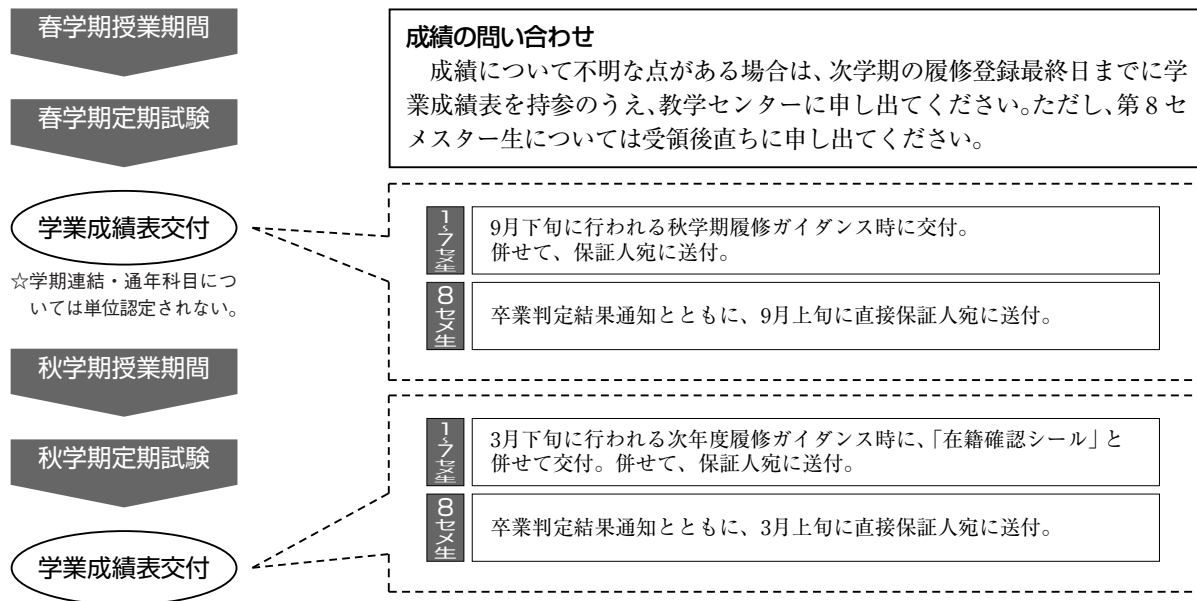 春学期授業期間
春学期定期試験
学業成績表交付
☆学期連結・通年科目につ
いては単位認定されない。
秋学期授業期間
秋学期定期試験
学業成績表交付
成績の問い合わせ
成績について不明な点がある場合は、次学期の履修登録最終日までに学
業成績表を持参のうえ、教学センターに申し出てください。ただし、第8セ
メスター生については受領後直ちに申し出てください。
1~7セメ生
9月下旬に行われる秋学期履修ガイダンス時に交付。
併せて、保証人宛に送付。
8セメ生
卒業判定結果通知とともに、9月上旬に直接保証人宛に送付。
1~7セメ生
3月下旬に行われる次年度履修ガイダンス時に、「在籍確認シール」と
併せて交付。併せて、保証人宛に送付。
8セメ生
卒業判定結果通知とともに、3月上旬に直接保証人宛に送付。